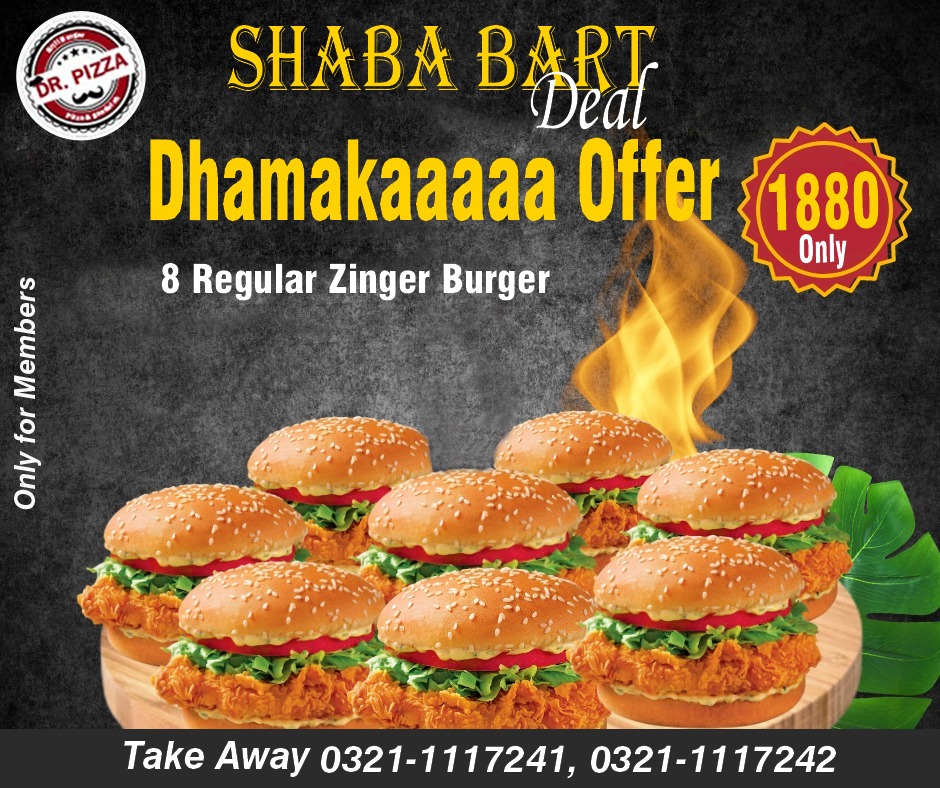 DR. PIZZA
SHABA BART
Deal
Dhamakaaaaa Offer
1880
Only
8 Regular Zinger Burger
Only for Members
Take Away 0321-1117241, 0321-1117242